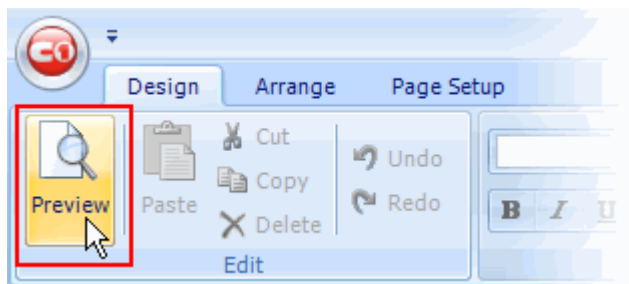 C1
Design Arrange Page Setup
Cut
Undo
Copy
Preview Paste Redo
Delete
B I U
Edit